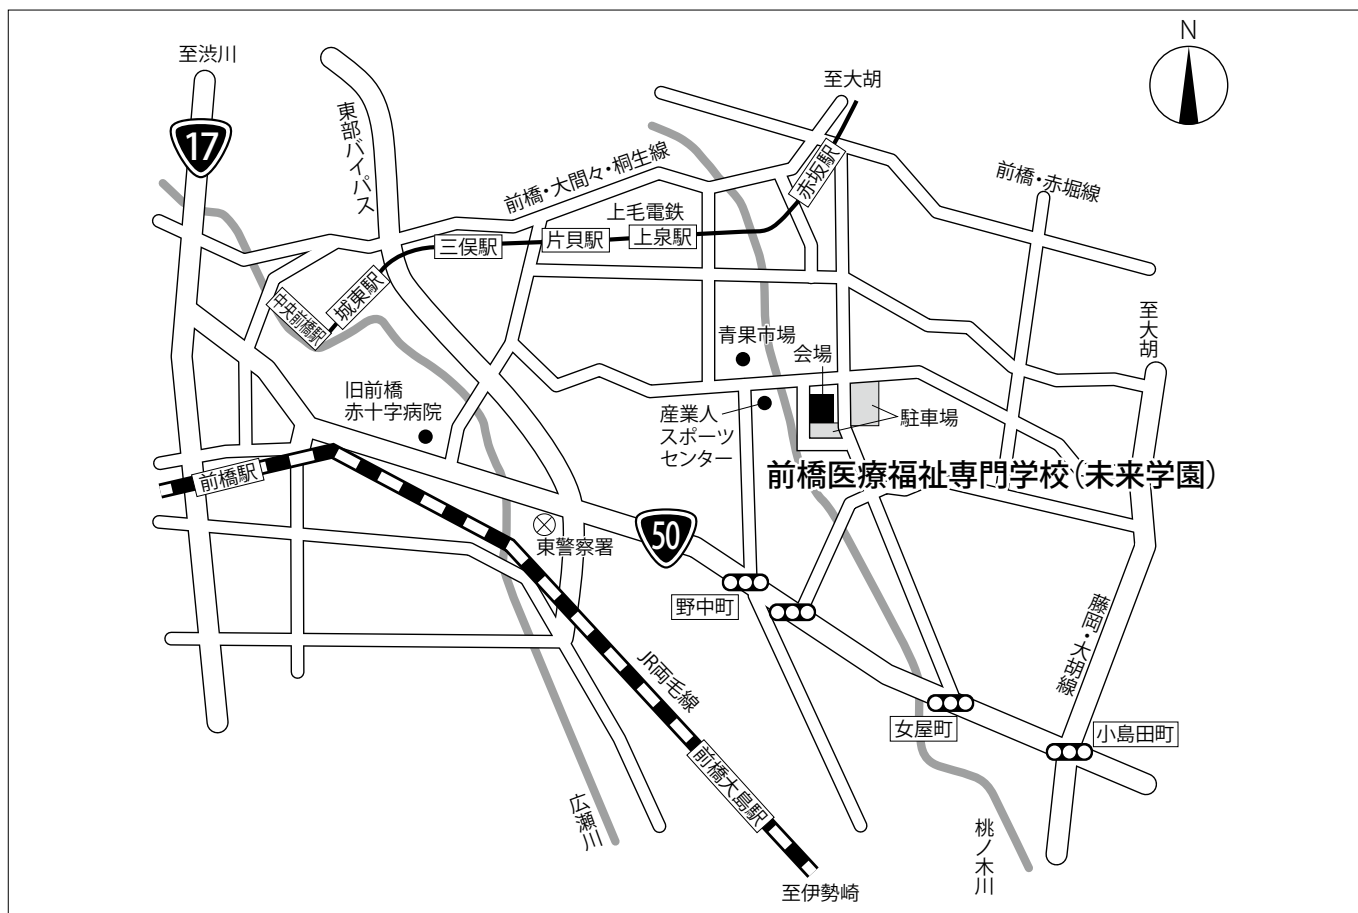 N
至渋川
17
東部バイパス
前橋・大間々・桐生線
至大胡
赤坂駅
前橋・赤堀線
上毛電鉄
三俣駅
片貝駅
上泉駅
城東駅
中央前橋駅
至大胡
青果市場
会場
旧前橋
赤十字病院
産業人
スポーツ
センター
駐車場
前橋駅
前橋医療福祉専門学校(未来学園)
50
東警察署
野中町
藤岡・大胡線
JR両毛線
女屋町
小島田町
前橋大島駅
広瀬川
桃ノ木川
至伊勢崎